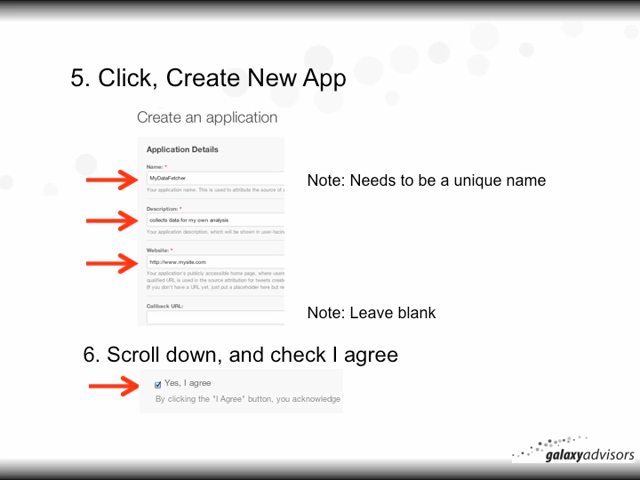 5. Click, Create New App
Create an application
Application Details
Name: *
MyDataFetcher
Note: Needs to be a unique name
Your application name. This is used to attribute the source of
Description: *
collects data for my own analysis
Your application description, which will be shown in user-facin
Website: *
http://www.mysite.com
Your application's publicly accessible home page, where user
qualified URL is used in the source attribution for tweets create
(If you don't have a URL yet, just put a placeholder here but re
Callback URL:
Note: Leave blank
6. Scroll down, and check I agree
Yes, I agree
By clicking the "I Agree" button, you acknowledge
galaxyadvisors